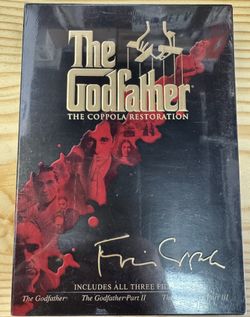 The
Godfather
THE COPPOLA RESTORATION
INCLUDES ALL THREE
The Godfather The Godfather Part II Part III